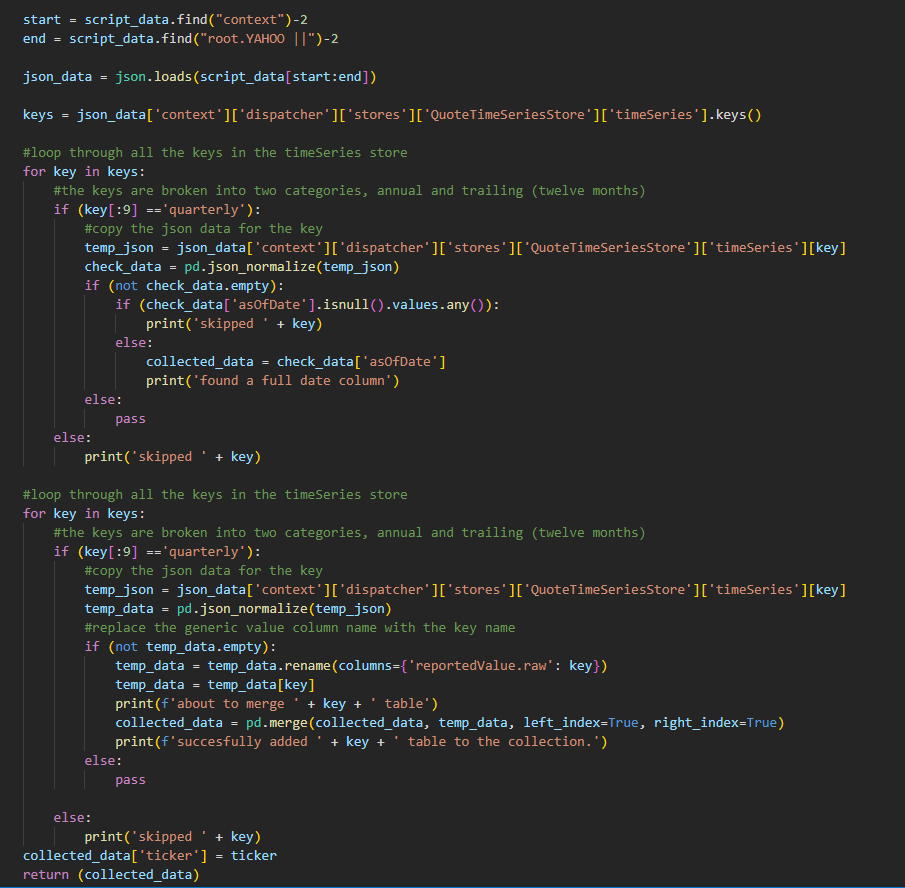 start = script_data.find("context")-2
end = script_data.find("root.YAHOO ||")-2
json_data = json.loads(script_data[start:end])
keys = json_data['context']['dispatcher']['stores']['QuoteTimeSeriesStore']['timeSeries'].keys()
#loop through all the keys in the timeSeries store
for key in keys:
    #the keys are broken into two categories, annual and trailing (twelve months)
    if (key[:9] =='quarterly'):
        #copy the json data for the key
        temp_json = json_data['context']['dispatcher']['stores']['QuoteTimeSeriesStore']['timeSeries'][key]
        check_data = pd.json_normalize(temp_json)
        if (not check_data.empty):
            if (check_data['asOfDate'].isnull().values.any()):
                print('skipped ' + key)
            else:
                collected_data = check_data['asOfDate']
                print('found a full date column')
        else:
            pass
    else:
        print('skipped ' + key)
#loop through all the keys in the timeSeries store
for key in keys:
    #the keys are broken into two categories, annual and trailing (twelve months)
    if (key[:9] =='quarterly'):
        #copy the json data for the key
        temp_json = json_data['context']['dispatcher']['stores']['QuoteTimeSeriesStore']['timeSeries'][key]
        temp_data = pd.json_normalize(temp_json)
        #replace the generic value column name with the key name
        if (not temp_data.empty):
            temp_data = temp_data.rename(columns={'reportedValue.raw': key})
            temp_data = temp_data[key]
            print(f'about to merge ' + key + ' table')
            collected_data = pd.merge(collected_data, temp_data, left_index=True, right_index=True)
            print(f'succesfully added ' + key + ' table to the collection.')
        else:
            pass
    else:
        print('skipped ' + key)
collected_data['ticker'] = ticker
return (collected_data)